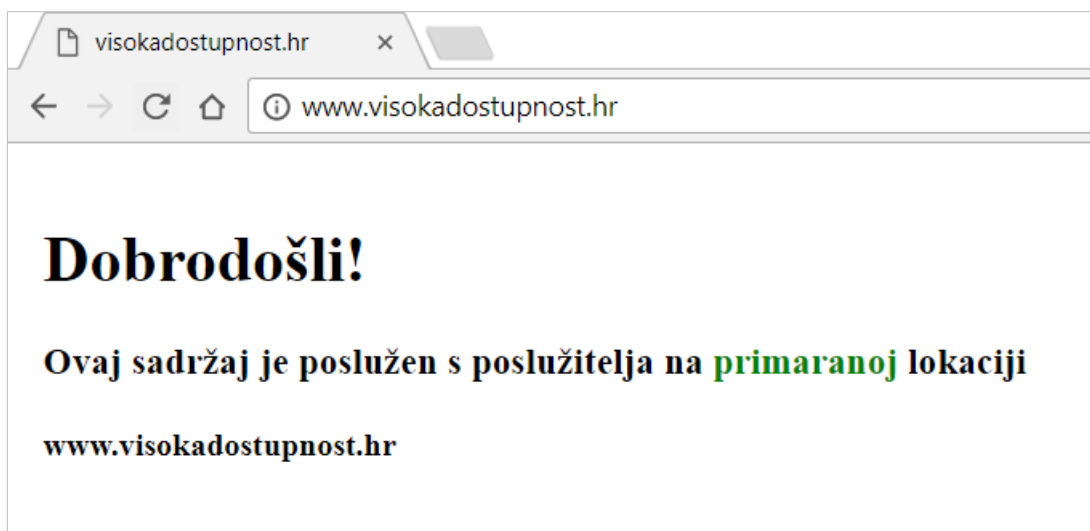 visokadostupnost.hr
www.visokadostupnost.hr
Dobrodošli!
Ovaj sadržaj je poslužen s poslužitelja na primaranoj lokaciji
www.visokadostupnost.hr